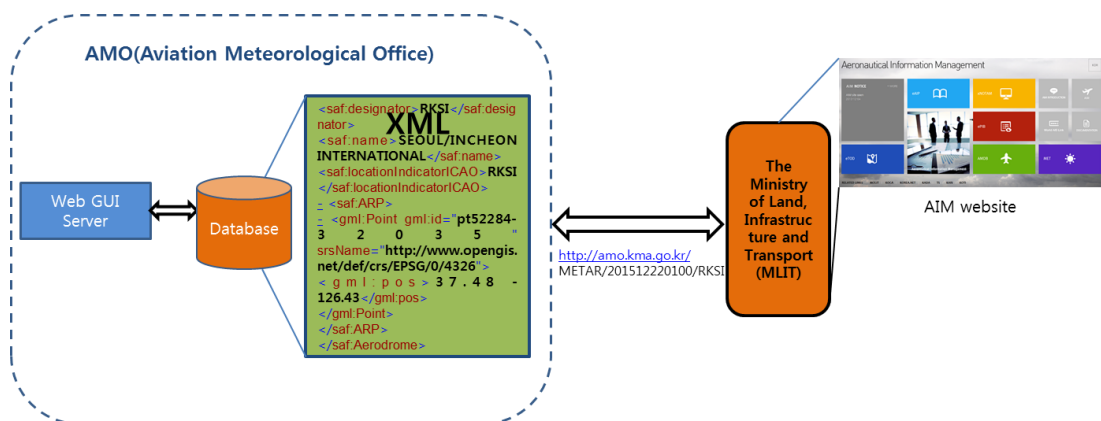 AMO(Aviation Meteorological Office)
Web GUI
Server
Database
<saf:designator>RKSI</saf:desig
nator>
XML
<saf:name>SEOUL/INCHEON
INTERNATIONAL</saf:name>
<saf:locationIndicatorICAO>RKSI
</saf:locationIndicatorICAO>
- <saf:ARP>
- <gml:Point gml:id="pt52284-
3 2 0 3 5 "
srsName="http://www.opengis.
net/def/crs/EPSG/0/4326">
< g m l : p o s > 3 7 . 4 8 -
126.43</gml:pos>
</gml:Point>
</saf:ARP>
</saf:Aerodrome>
http://amo.kma.go.kr/
METAR/201512220100/RKSI
The
Ministry
of Land,
Infrastruc
ture and
Transport
(MLIT)
Aeronautical Information Management
AIM website